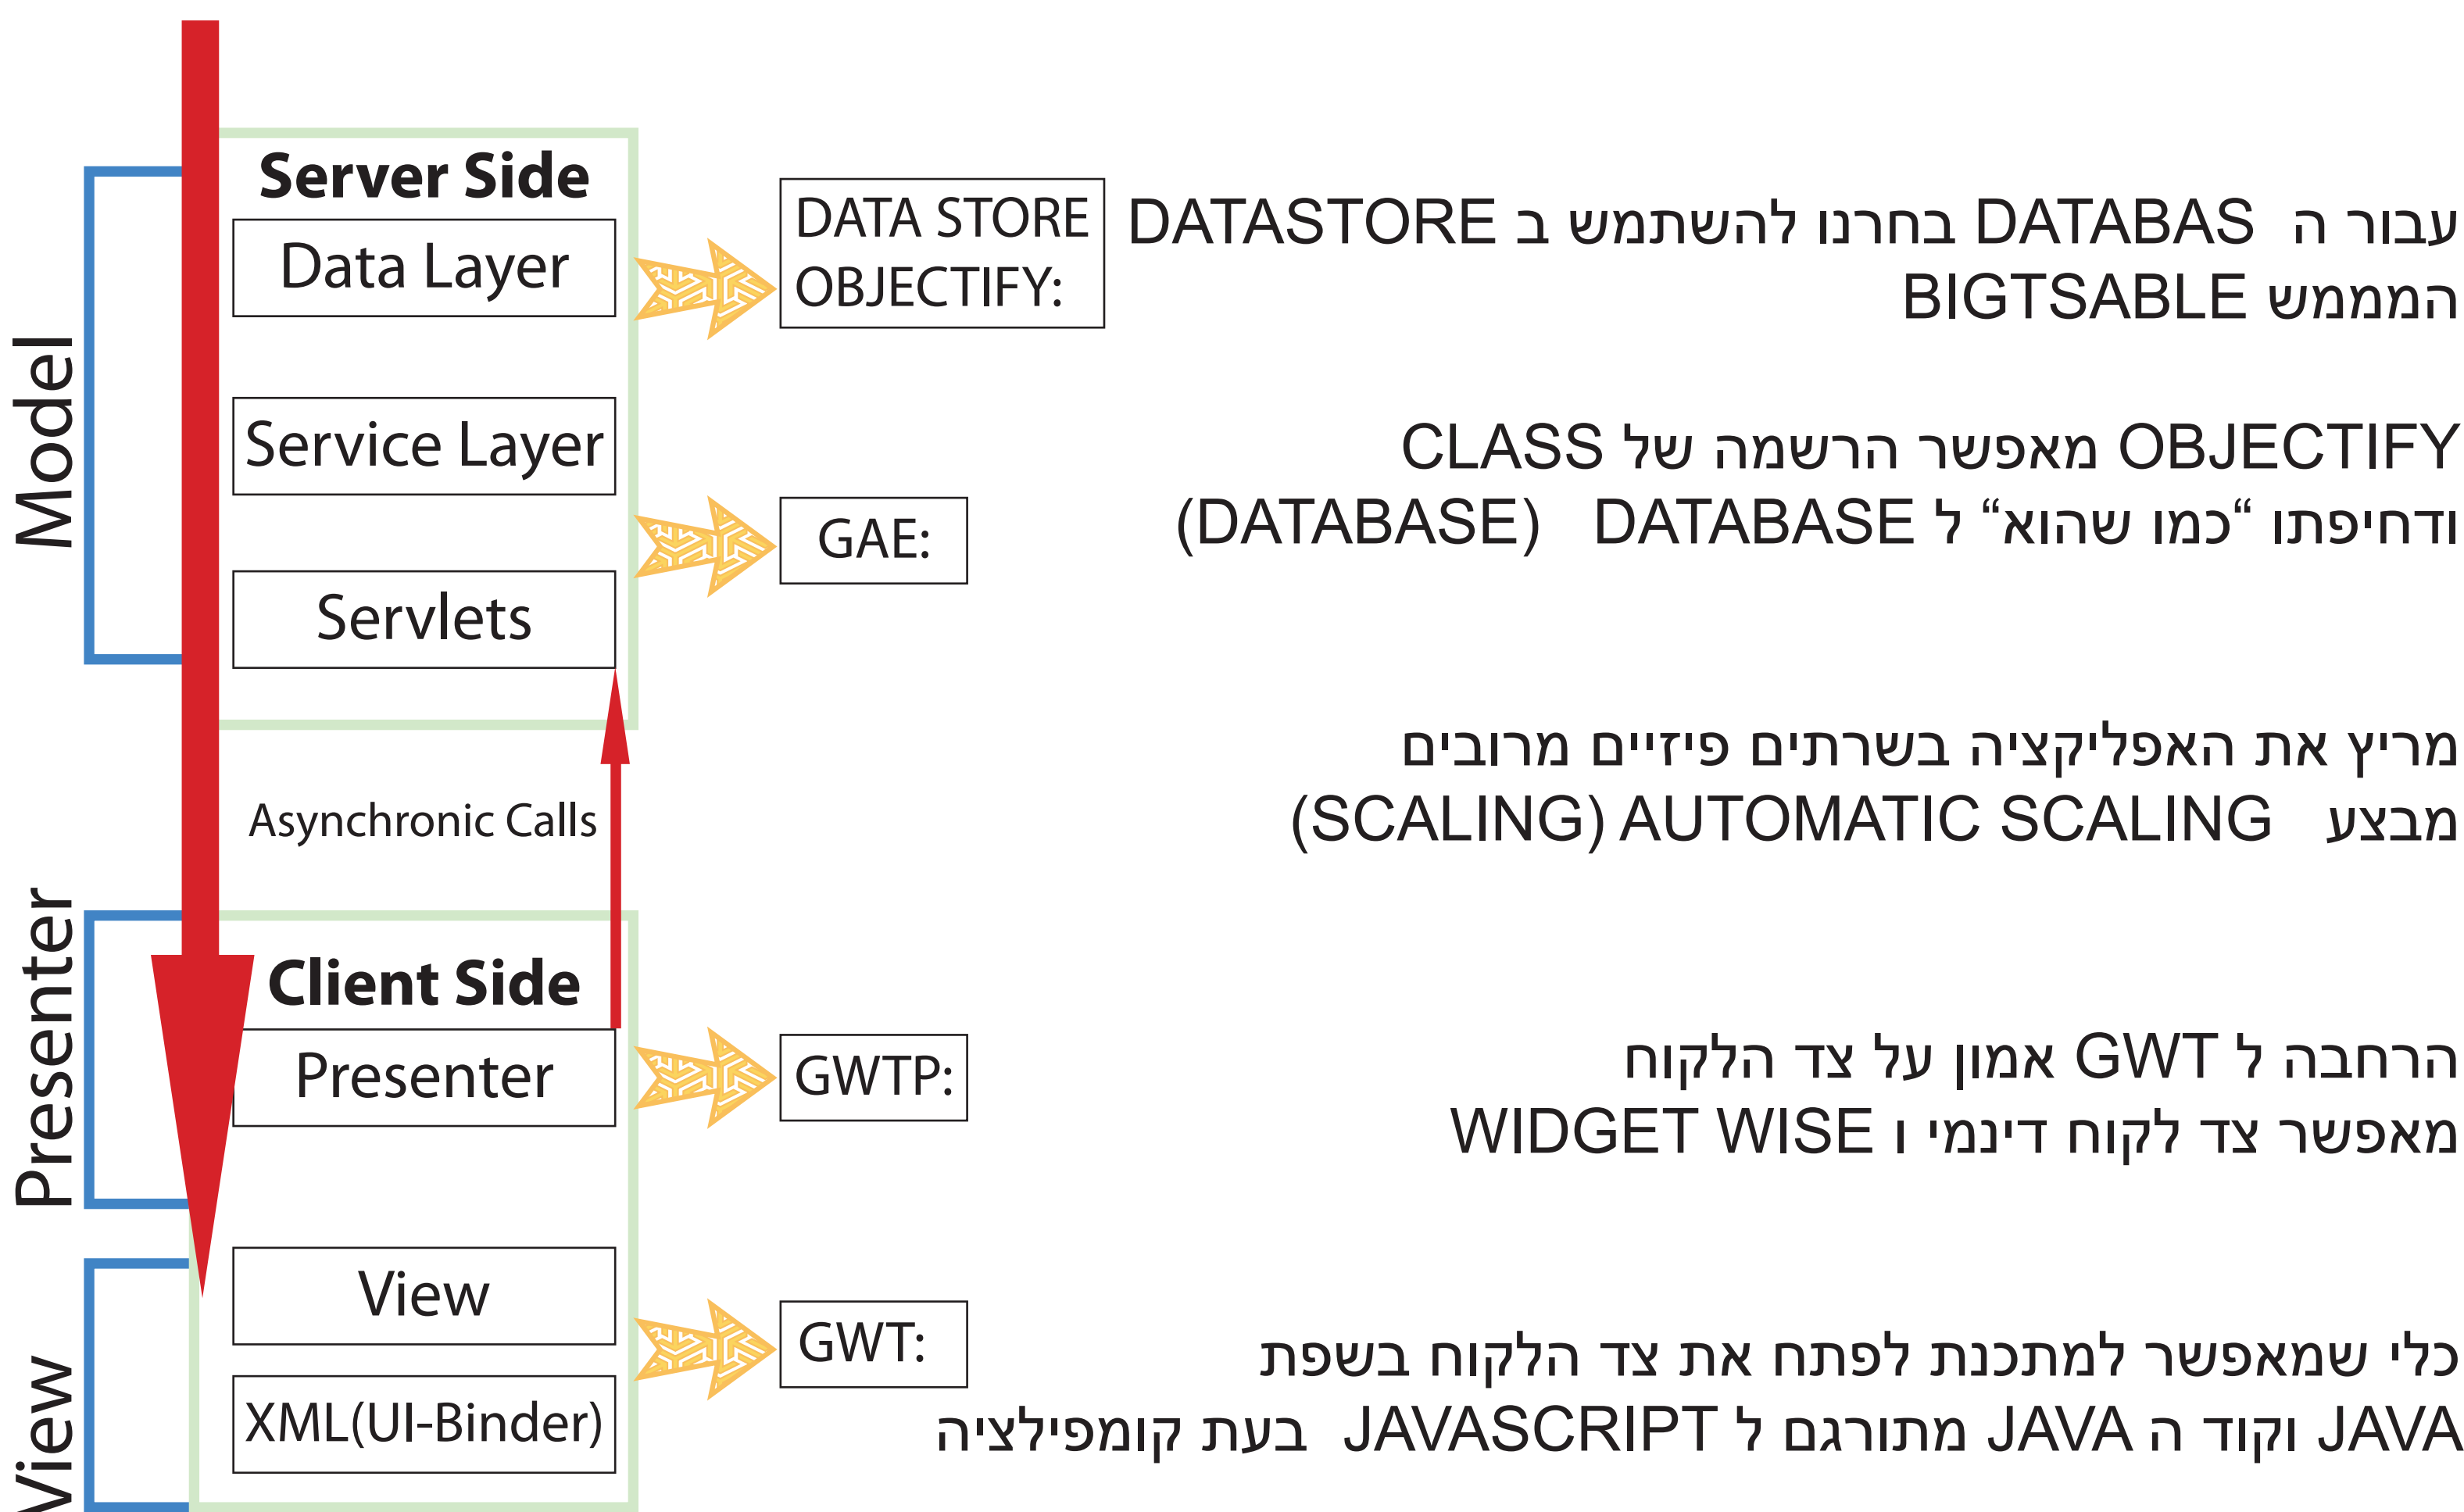 Model
Server Side
Data Layer
Service Layer
Servlets
Asynchronic Calls
Presenter
Client Side
Presenter
View
View
XML(UI-Binder)
DATA STORE
OBJECTIFY:
GAE:
GWTP:
GWT:
עבור ה DATABAS בחרנו להשתמש ב DATASTORE
המממש BIGTSABLE
OBJECTIFY מאפשר הרשמה של CLASS
ודחיפתו “כמו שהוא“ ל DATABASE (DATABASE)
מריץ את האפליקציה בשרתים פיזיים מרובים
מבצע AUTOMATIC SCALING (SCALING)
הרחבה ל GWT אמון על צד הלקוח
מאפשר צד לקוח דינמי ו WIDGET WISE
כלי שמאפשר למתכנת לפתח את צד הלקוח בשפת
JAVA וקוד ה JAVA מתורגם ל JAVASCRIPT בעת קומפילציה